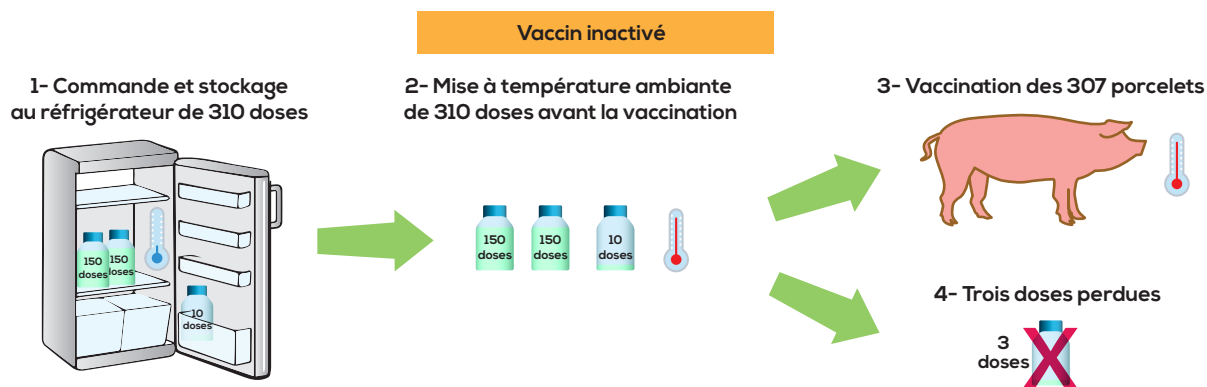 Vaccin inactivé
1- Commande et stockage
au réfrigérateur de 310 doses
150
doses
150
doses
10
doses
2- Mise à température ambiante
de 310 doses avant la vaccination
150
doses
150
doses
10
doses
3- Vaccination des 307 porcelets
4- Trois doses perdues
3
doses